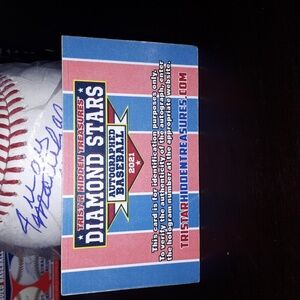 TRISTAR HIDDEN TREASURES
DIAMOND STARS
AUTOGRAPHED
BASEBALL
2021
This card is for identification purposes only.
To verify the authenticity of the autograph, enter
the hologram number at the appropriate website.
TRISTARHIDDENTREASURES.COM